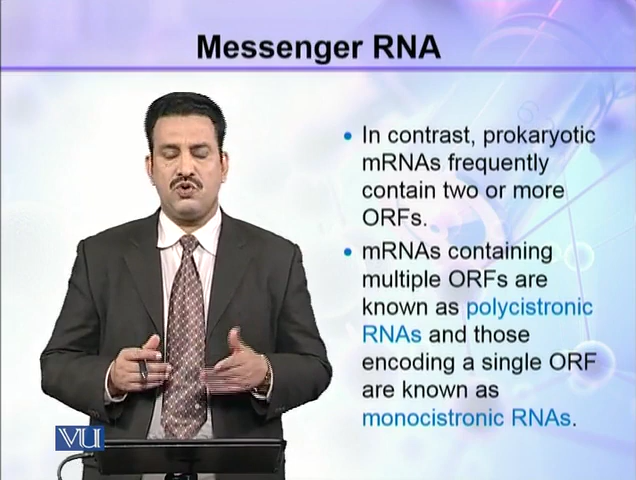 Messenger RNA
• In contrast, prokaryotic
mRNAs frequently
contain two or more
ORFs.
• mRNAs containing
multiple ORFs are
known as polycistronic
RNAs and those
encoding a single ORF
are known as
monocistronic RNAs.
VU